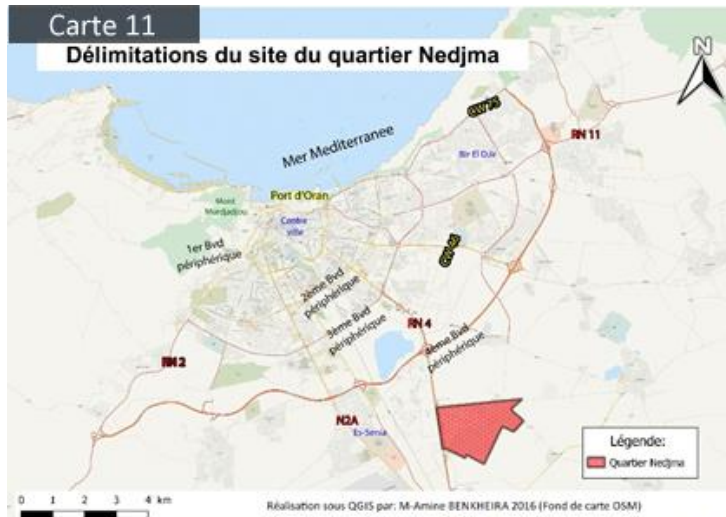 Carte 11
Délimitations du site du quartier Nedjma
N
CW 75
RN 11
Mer Mediterranee
Bir El DJir
Mont
Murdjadjou
Port d'Oran
Centre
ville
1er Bvd
périphérique
2ème Bvd
périphérique
3ème Bvd
périphérique
RN 4
4ème Bvd
périphérique
RN 2
N2A
Es-Senia
Légende:
Quartier Nedjma
0 1 2 3 4 km
Réalisation sous QGIS par: M-Amine BENKHEIRA 2016 (Fond de carte OSM)